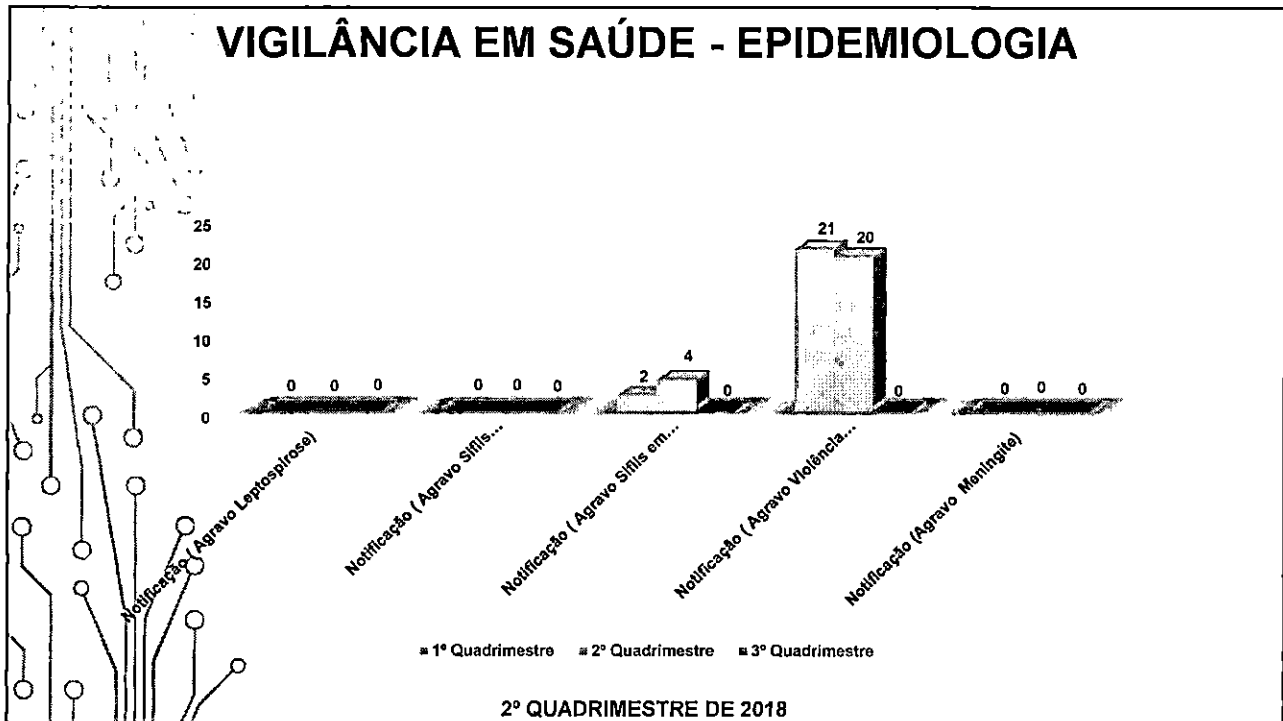 VIGILÂNCIA EM SAÚDE - EPIDEMIOLOGIA
25
20
15
10
5
0
0 0 0
0 0 0
2 4 0
21 20 0
0 0 0
Notificação ( Agravo Leptospirose)
Notificação ( Agravo Sífilis...
Notificação ( Agravo Sífilis em...
Notificação ( Agravo Violência...
Notificação (Agravo Meningite)
1º Quadrimestre 2º Quadrimestre 3º Quadrimestre
2º QUADRIMESTRE DE 2018